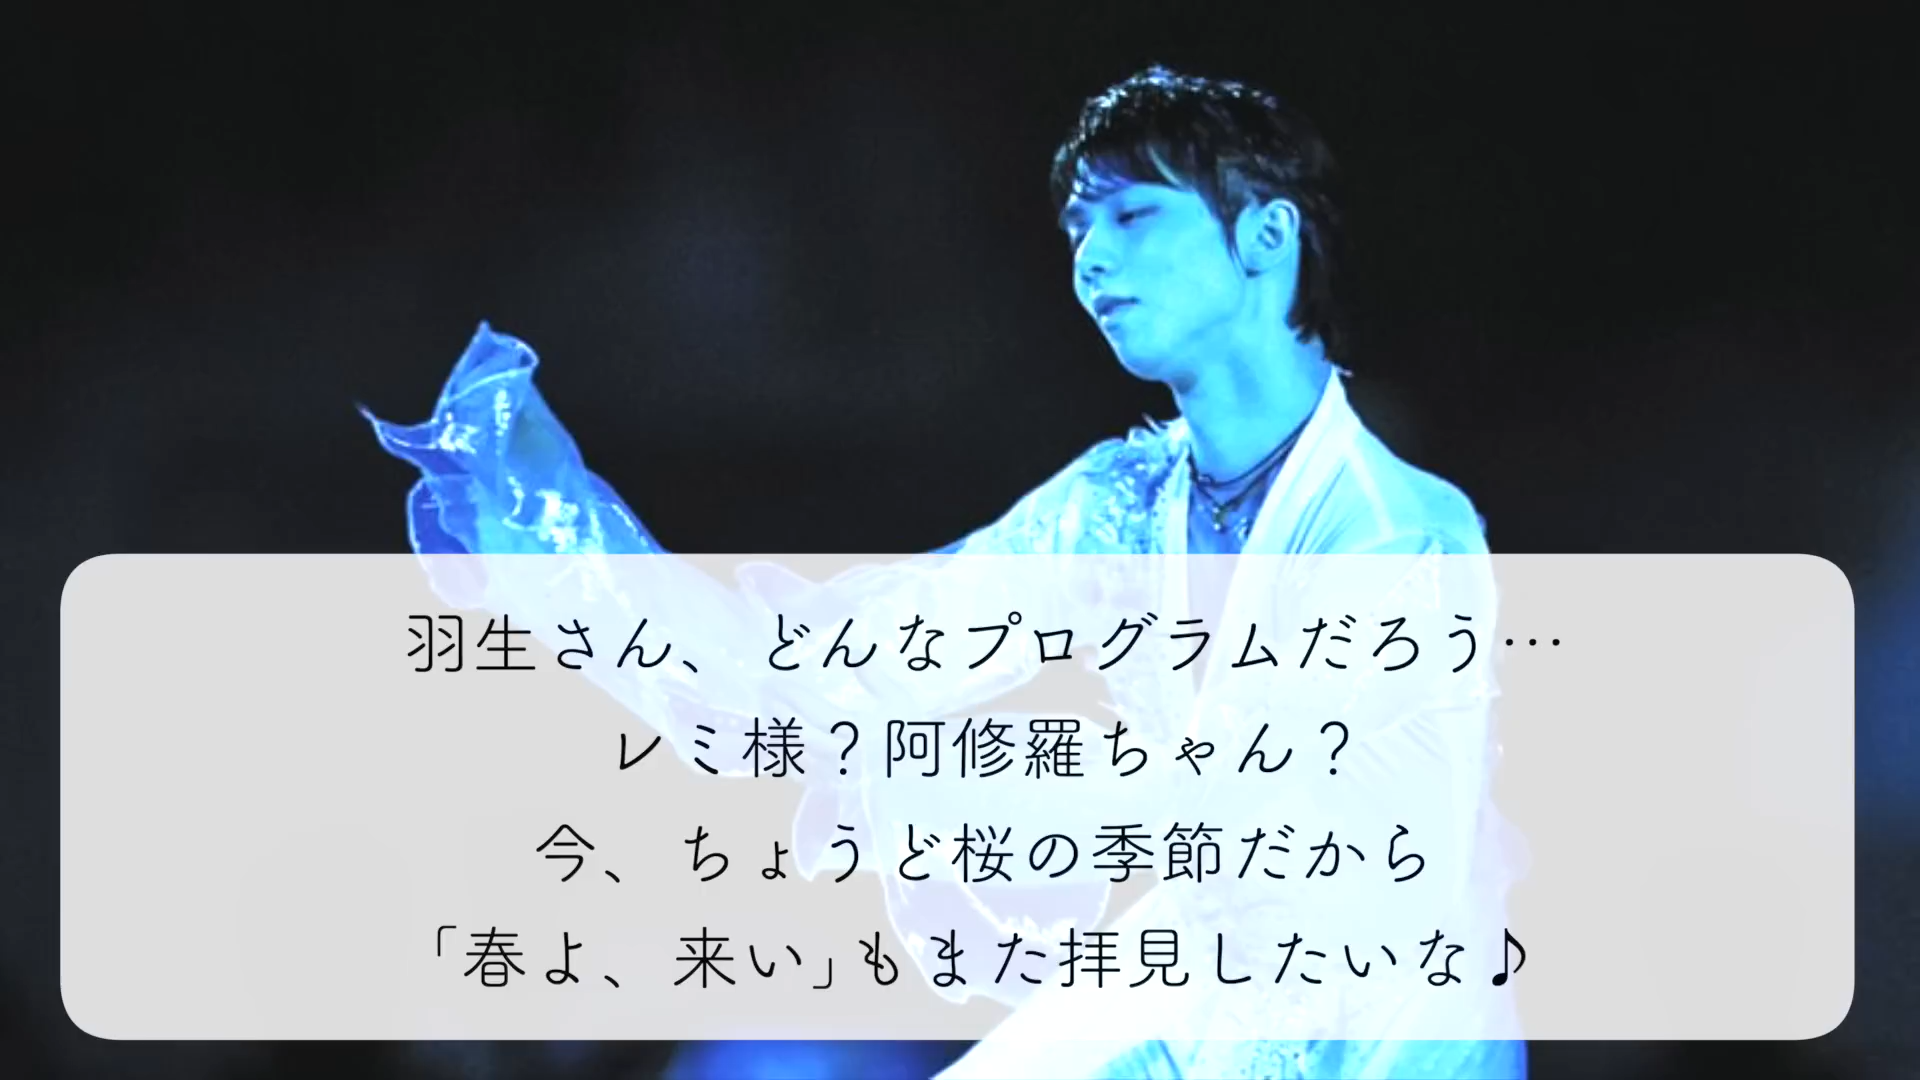 羽生さん、どんなプログラムだろう…
レミ様？阿修羅ちゃん？
今、ちょうど桜の季節だから
「春よ、来い」もまた拝見したいな♪